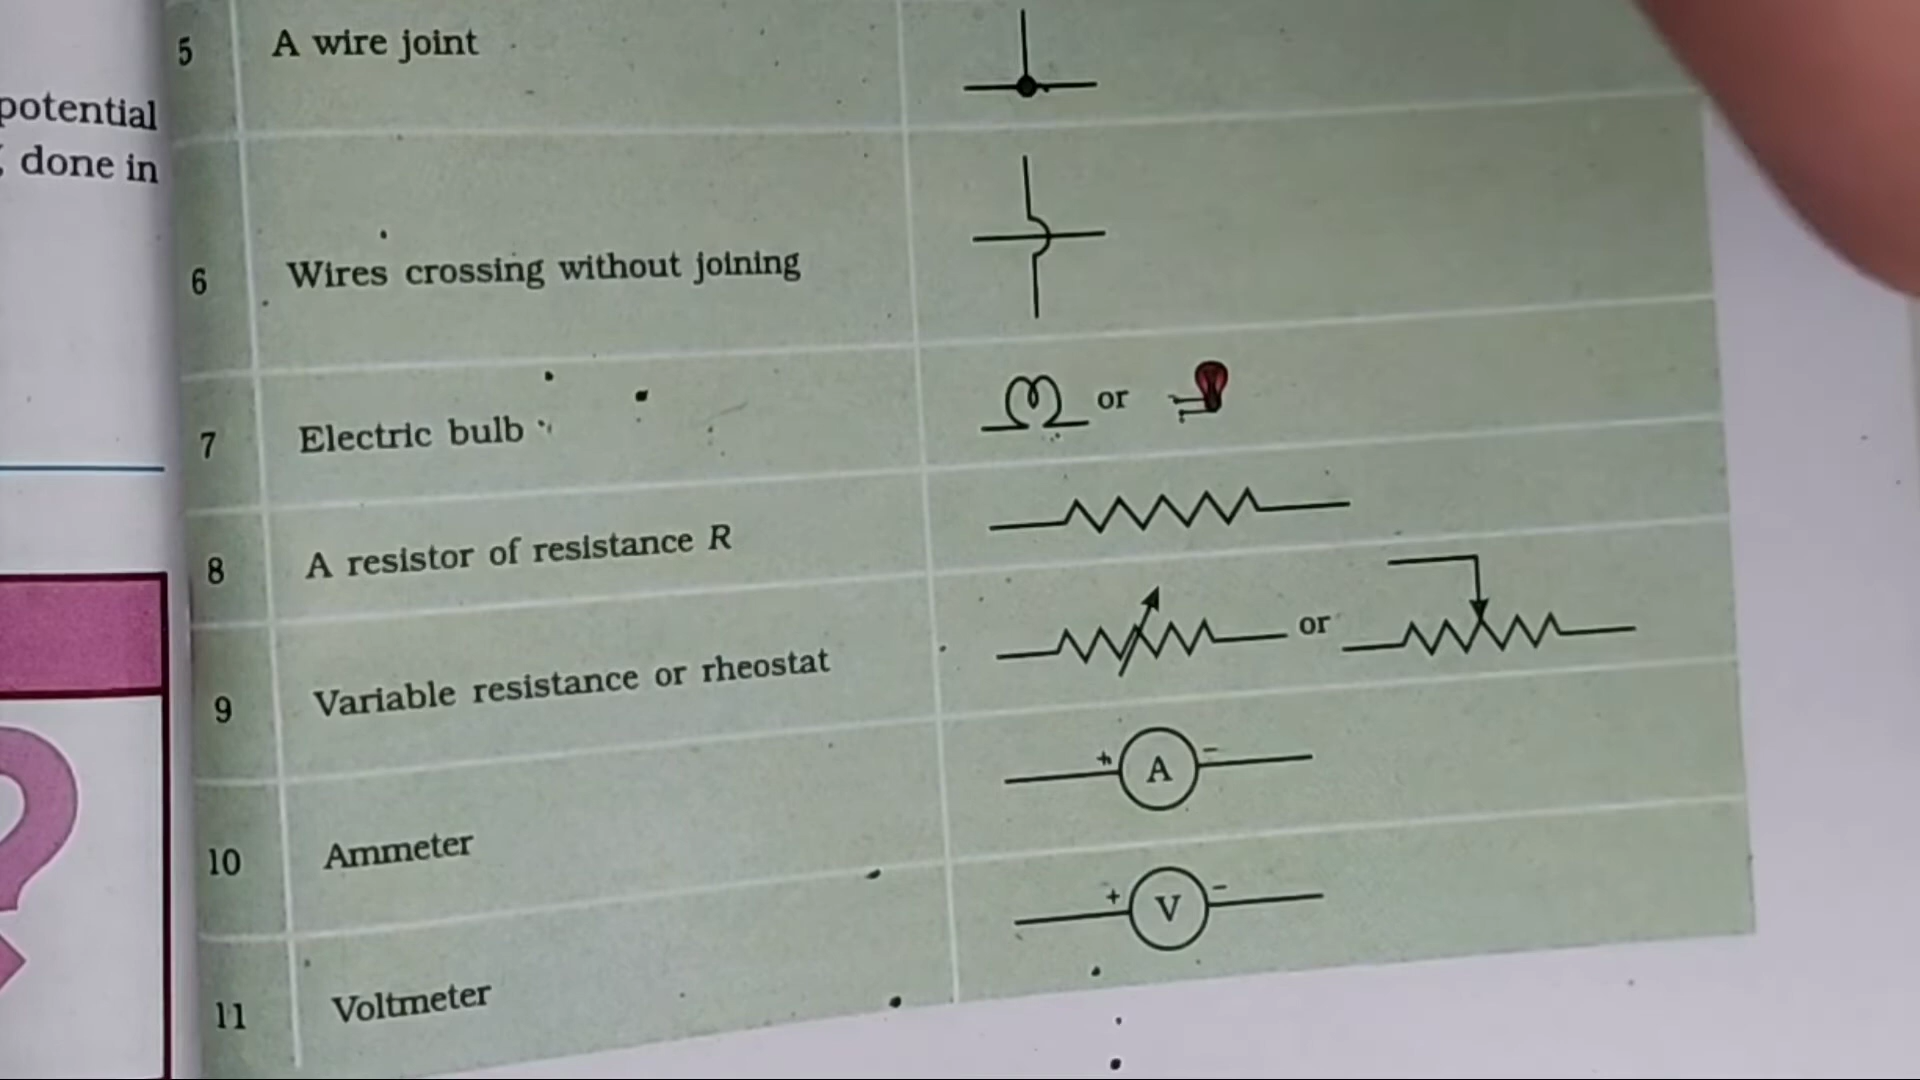 potential
done in
5 A wire joint
6 Wires crossing without joining
7 Electric bulb or
8 A resistor of resistance R
9 Variable resistance or rheostat or
10 Ammeter + A −
11 Voltmeter + V −